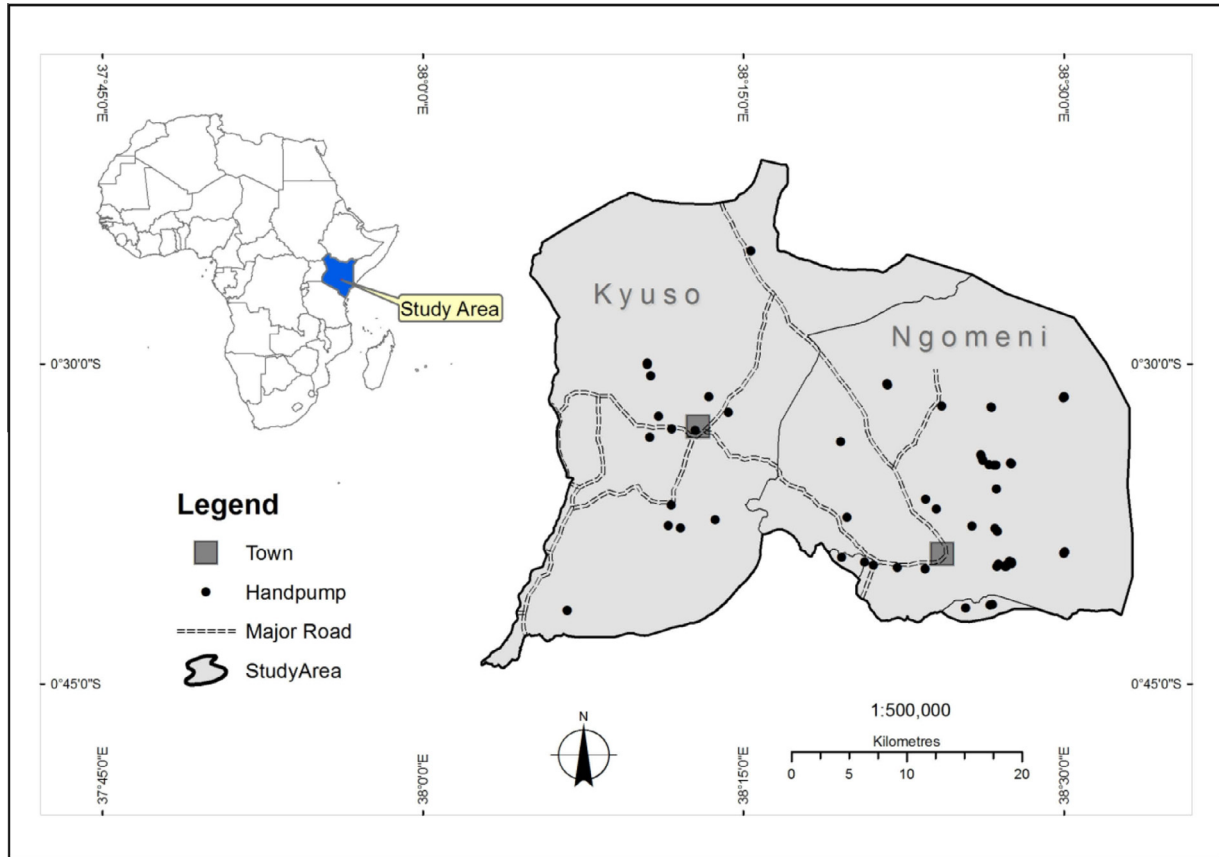 37°45'0"E
38°0'0"E
38°15'0"E
38°30'0"E
Study Area
Kyuso
Ngomeni
0°30'0"S
0°30'0"S
Legend
Town
Handpump
Major Road
StudyArea
0°45'0"S
0°45'0"S
N
1:500,000
Kilometres
0 5 10 20
37°45'0"E
38°0'0"E
38°15'0"E
38°30'0"E